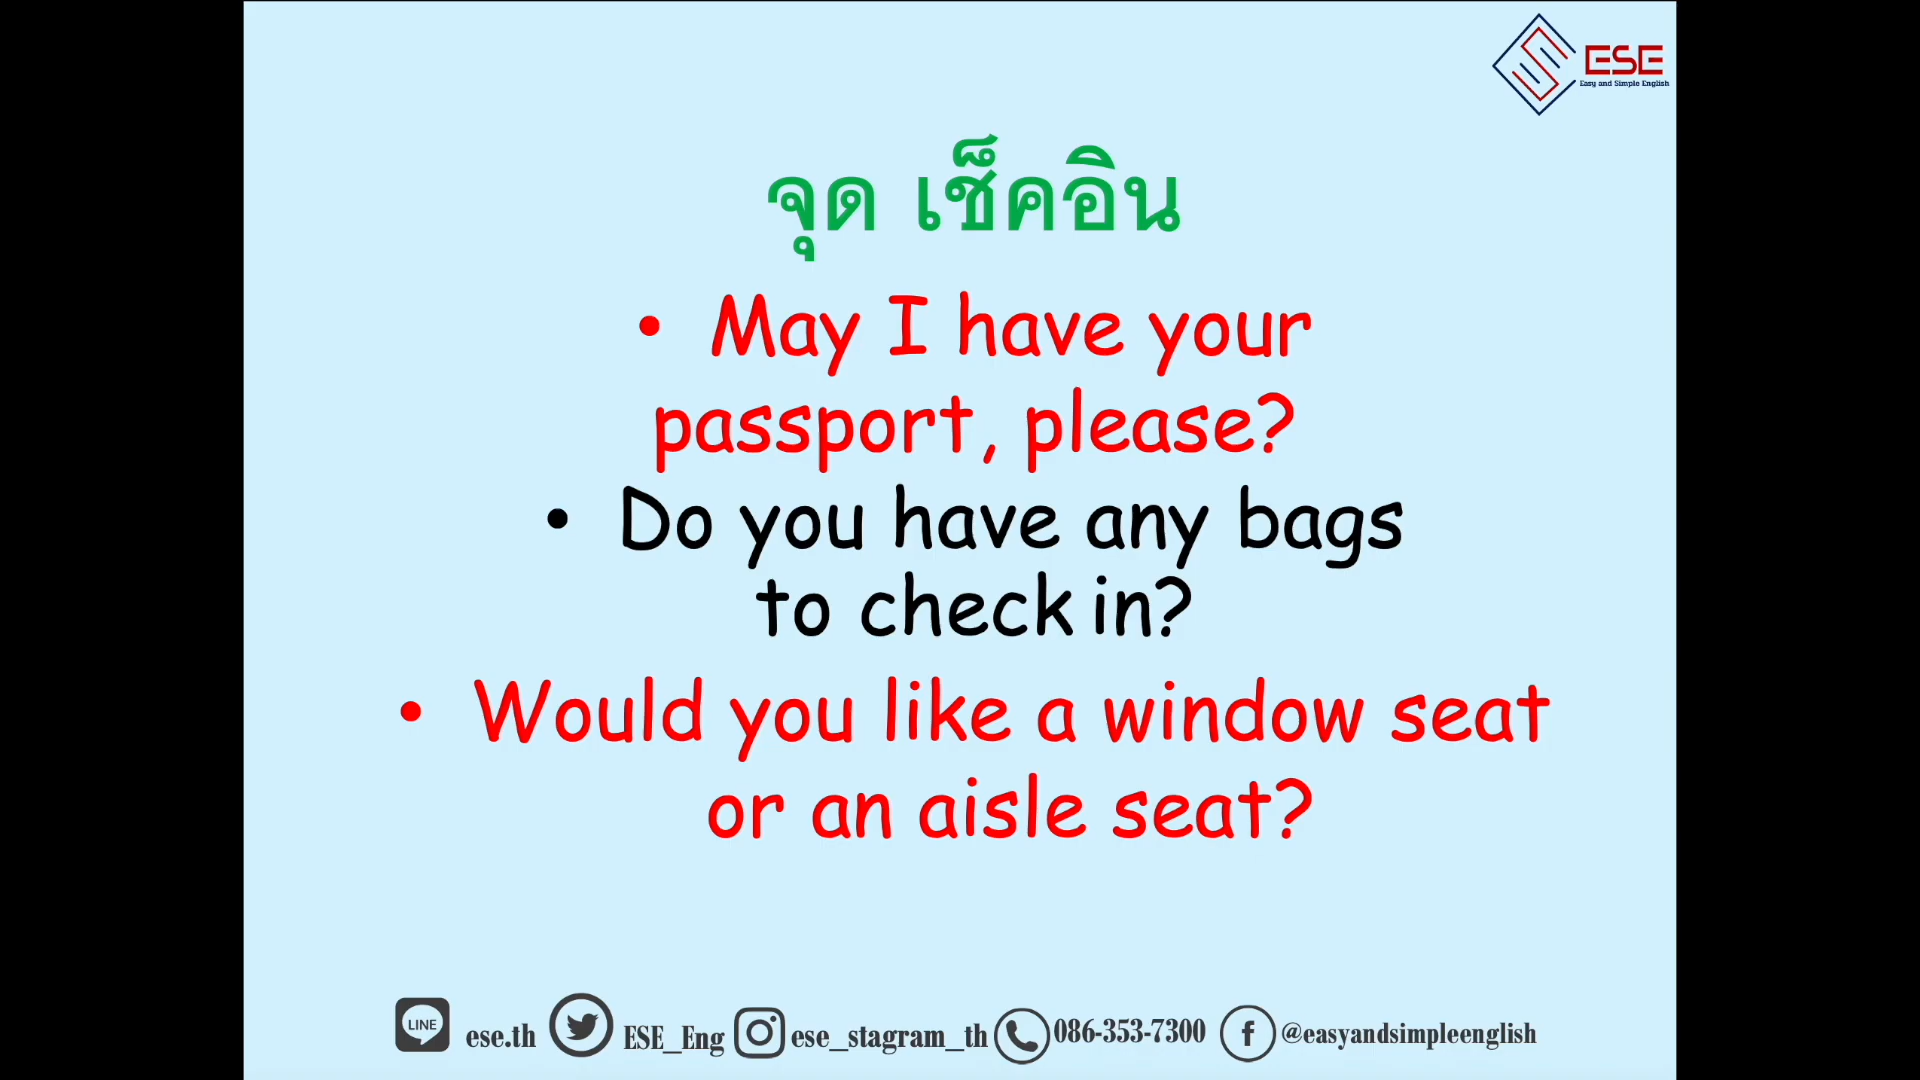 ESE
Easy and Simple English
จุด เช็คอิน
• May I have your
passport, please?
• Do you have any bags
to check in?
• Would you like a window seat
or an aisle seat?
LINE ese.th ESE_Eng ese_stagram_th 086-353-7300 f @easyandsimpleenglish